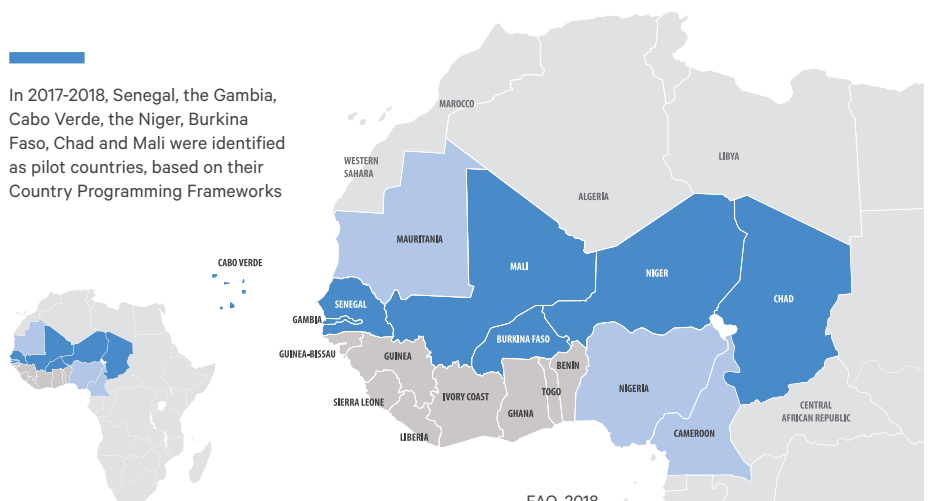 In 2017-2018, Senegal, the Gambia,
Cabo Verde, the Niger, Burkina
Faso, Chad and Mali were identified
as pilot countries, based on their
Country Programming Frameworks
MAROCCO
WESTERN
SAHARA
ALGERIA
LIBYA
MAURITANIA
MALI
NIGER
CHAD
CABO VERDE
SENEGAL
GAMBIA
GUINEA-BISSAU
GUINEA
BURKINA FASO
BENIN
SIERRA LEONE
IVORY COAST
TOGO
GHANA
LIBERIA
NIGERIA
CAMEROON
CENTRAL
AFRICAN REPUBLIC